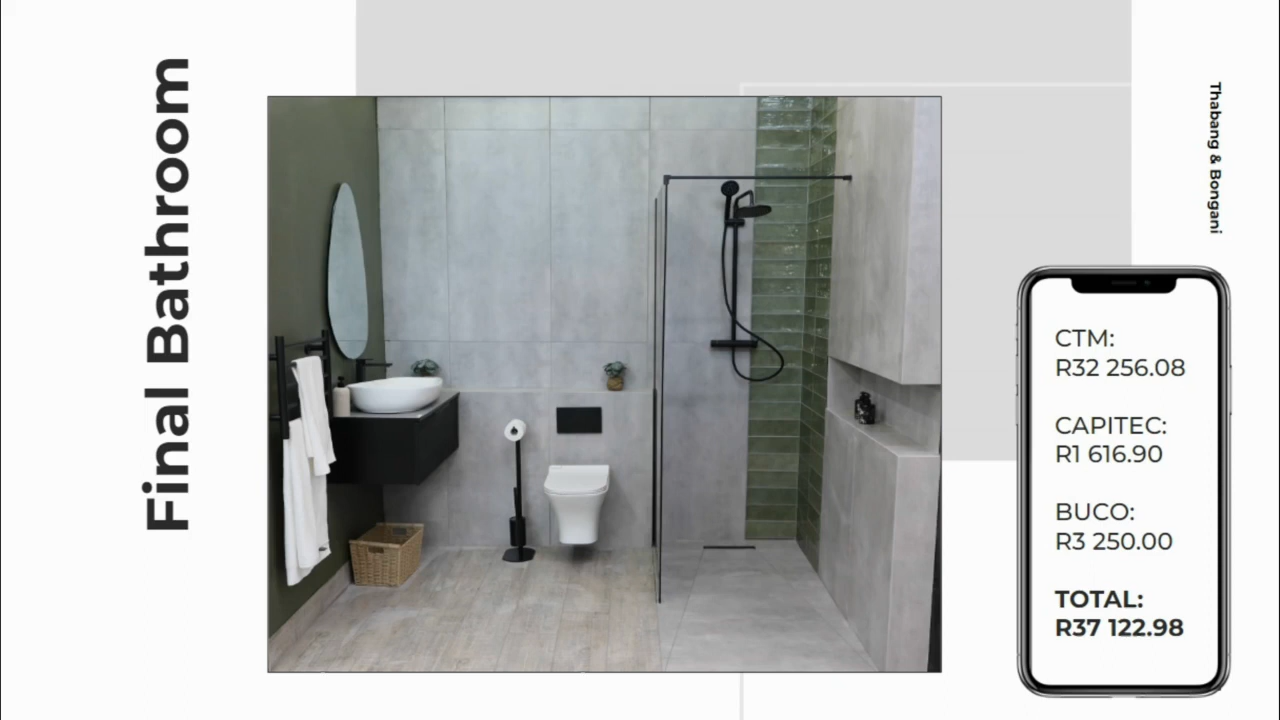 Final Bathroom
Thabang & Bongani
CTM:
R32 256.08
CAPITEC:
R1 616.90
BUCO:
R3 250.00
TOTAL:
R37 122.98